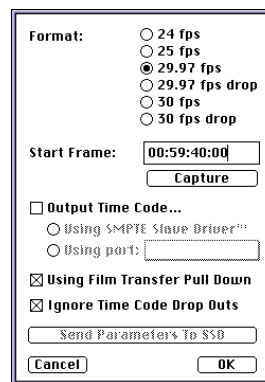 Format:
24 fps
25 fps
29.97 fps
29.97 fps drop
30 fps
30 fps drop
Start Frame: 00:59:40:00
Capture
Output Time Code...
Using SMPTE Slave Driver™
Using port:
Using Film Transfer Pull Down
Ignore Time Code Drop Outs
Send Parameters To SSD
Cancel OK